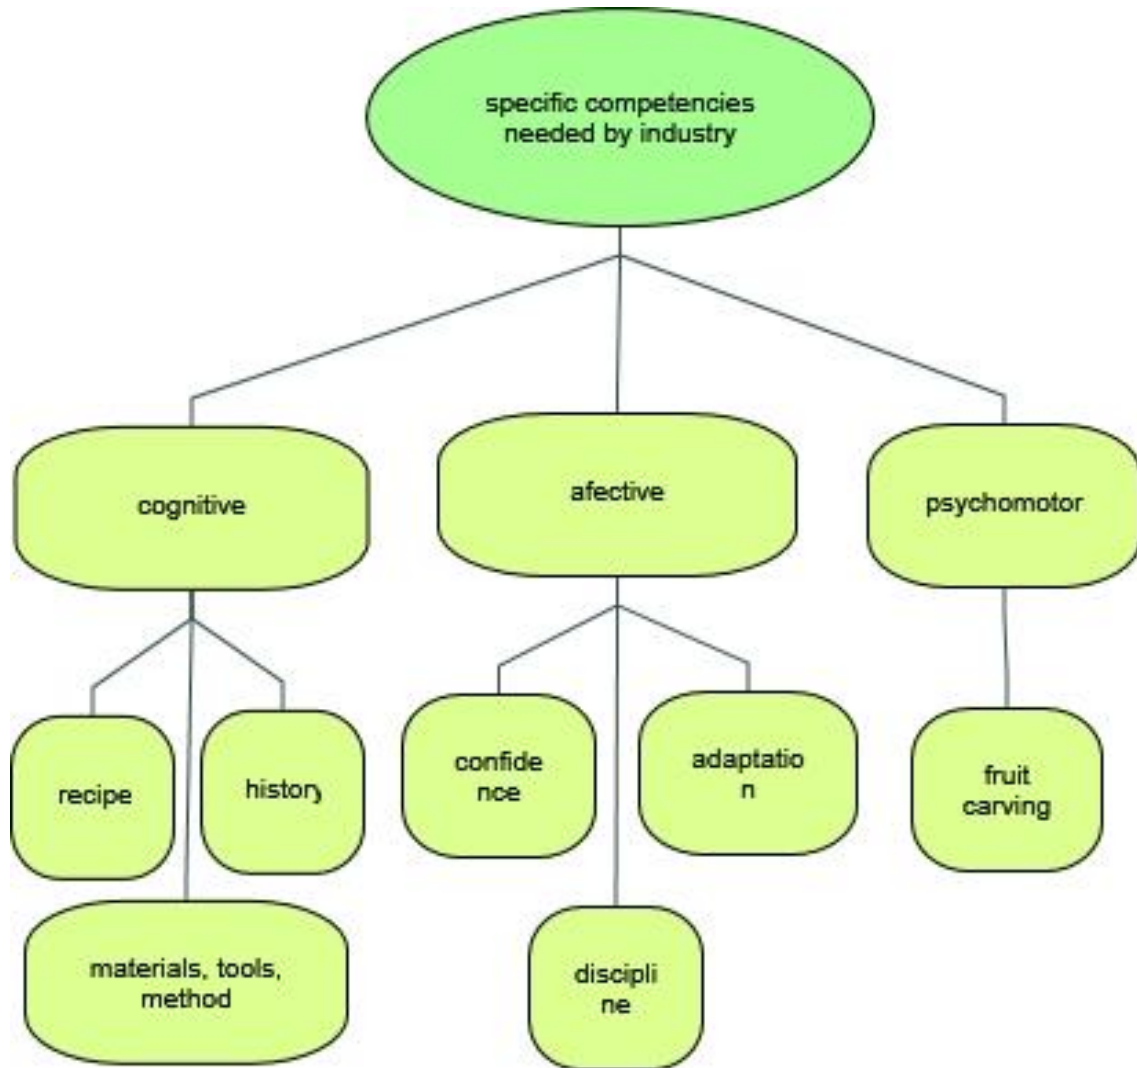 specific competencies
needed by industry
cognitive
afective
psychomotor
recipe
history
confide
nce
adaptatio
n
fruit
carving
materials, tools,
method
discipli
ne